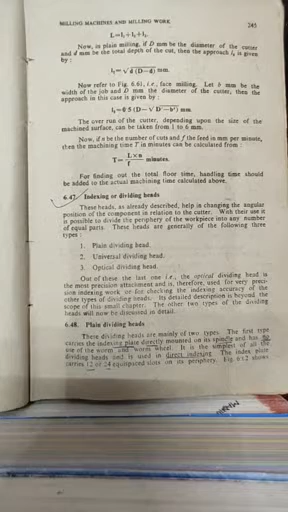 MILLING MACHINES AND MILLING WORK 245
L=l₁+l₂+l₃.
Now, in plain milling, if D mm be the diameter of the cutter
and d mm be the total depth of the cut, then the approach l₂ is given
by :
l₂=√d (D–d) mm.
Now refer to Fig. 6.61, i.e., face milling. Let b mm be the
width of the job and D mm the diameter of the cutter, then the
approach in this case is given by :
l₂=0·5 (D–√D²–b²) mm.
The over run of the cutter, depending upon the size of the
machined surface, can be taken from 1 to 6 mm.
Now, if n be the number of cuts and f the feed in mm per minute,
then the machining time T in minutes can be calculated from :
T= L×n
f minutes.
For finding out the total, floor time, handling time should
be added to the actual machining time calculated above.
6.47. Indexing or dividing heads
These heads, as already described, help in changing the angular
position of the component in relation to the cutter. With their use it
is possible to divide the periphery of the workpiece into any number
of equal parts. These heads are generally of the following three
types :
1. Plain dividing head.
2. Universal dividing head.
3. Optical dividing head.
Out of these the last one i.e., the optical dividing head is
the most precision attachment and is, therefore, used for very preci-
sion indexing work or for checking the indexing accuracy of the
other types of dividing heads. Its detailed description is beyond the
scope of this small chapter. The other two types of the dividing
heads will now be discussed in detail.
6.48. Plain dividing heads
There dividing heads are mainly of two types. The first type
carries the indexing plate directly mounted on its spindle and has no
use of the worm and worm wheel. It is the simplest of all the
dividing heads and is used in direct indexing. The index plate
carries 12 or 24 equispaced slots on its periphery. Fig. 6.62 shows